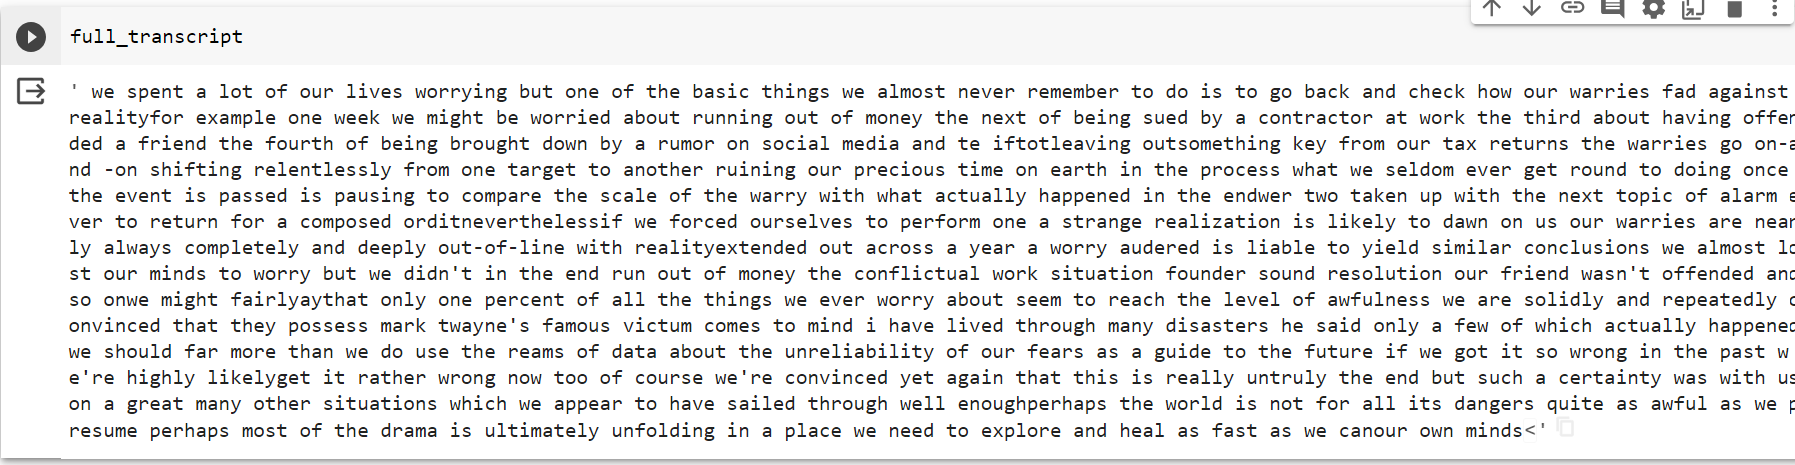 full_transcript
' we spent a lot of our lives worrying but one of the basic things we almost never remember to do is to go back and check how our warries fad against
realityfor example one week we might be worried about running out of money the next of being sued by a contractor at work the third about having offen
ded a friend the fourth of being brought down by a rumor on social media and te iftotleaving outsomething key from our tax returns the warries go on-a
nd -on shifting relentlessly from one target to another ruining our precious time on earth in the process what we seldom ever get round to doing once
the event is passed is pausing to compare the scale of the warry with what actually happened in the endwer two taken up with the next topic of alarm e
ver to return for a composed orditneverthelessif we forced ourselves to perform one a strange realization is likely to dawn on us our warries are near
ly always completely and deeply out-of-line with realityextended out across a year a worry audered is liable to yield similar conclusions we almost lo
st our minds to worry but we didn't in the end run out of money the conflictual work situation founder sound resolution our friend wasn't offended and
so onwe might fairlyaythat only one percent of all the things we ever worry about seem to reach the level of awfulness we are solidly and repeatedly c
onvinced that they possess mark twayne's famous victum comes to mind i have lived through many disasters he said only a few of which actually happened
we should far more than we do use the reams of data about the unreliability of our fears as a guide to the future if we got it so wrong in the past w
e're highly likelyget it rather wrong now too of course we're convinced yet again that this is really untruly the end but such a certainty was with us
on a great many other situations which we appear to have sailed through well enoughperhaps the world is not for all its dangers quite as awful as we p
resume perhaps most of the drama is ultimately unfolding in a place we need to explore and heal as fast as we canour own minds<'